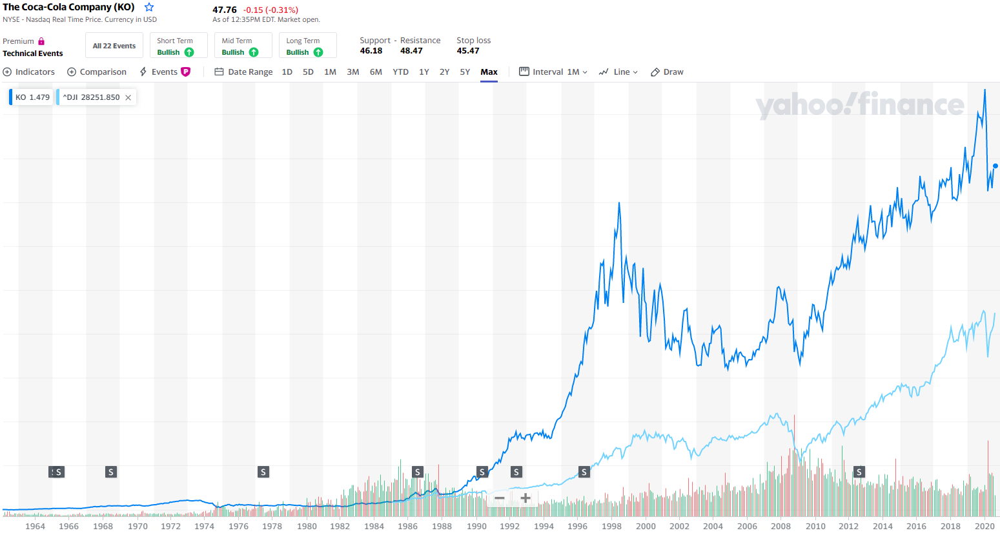 The Coca-Cola Company (KO)
NYSE - Nasdaq Real Time Price. Currency in USD
47.76 -0.15 (-0.31%)
As of 12:35PM EDT. Market open.
Premium
Technical Events
All 22 Events
Short Term
Bullish
Mid Term
Bullish
Long Term
Bullish
Support - Resistance
46.18 48.47
Stop loss
45.47
Indicators Comparison Events P Date Range 1D 5D 1M 3M 6M YTD 1Y 2Y 5Y Max Interval 1M Line Draw
KO 1.479 ^DJI 28251.850
yahoo!finance
S S S S S S S S
1964 1966 1968 1970 1972 1974 1976 1978 1980 1982 1984 1986 1988 1990 1992 1994 1996 1998 2000 2002 2004 2006 2008 2010 2012 2014 2016 2018 2020